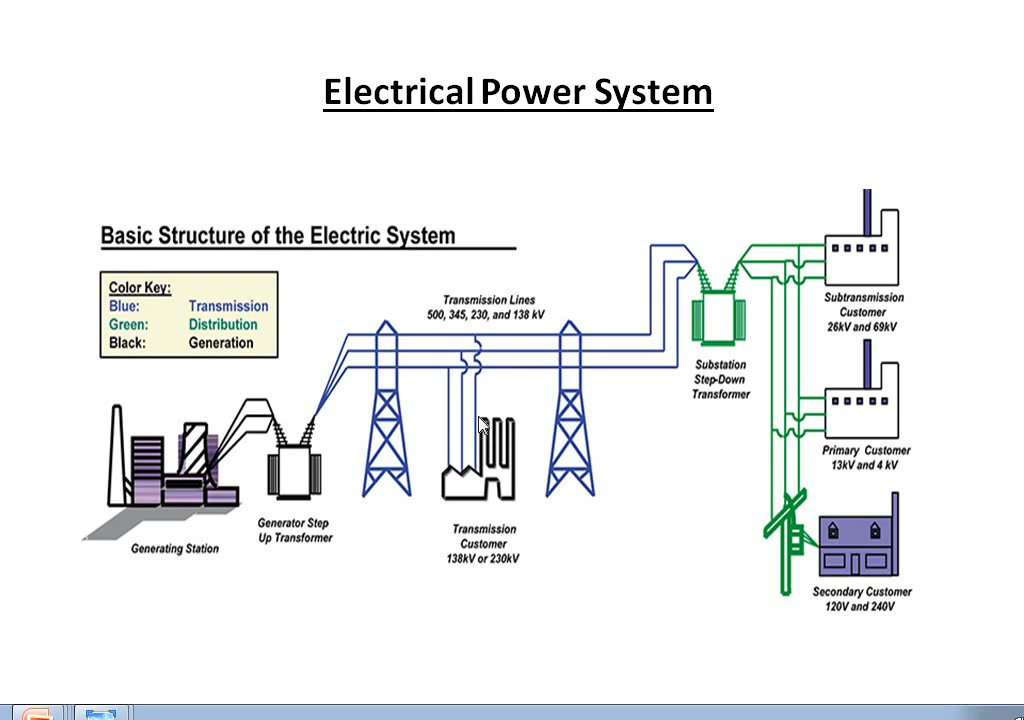 Electrical Power System
Basic Structure of the Electric System
Color Key:
Blue: Transmission
Green: Distribution
Black: Generation
Transmission Lines
500, 345, 230, and 138 kV
Subtransmission
Customer
26kV and 69kV
Substation
Step-Down
Transformer
Primary Customer
13kV and 4 kV
Generator Step
Up Transformer
Generating Station
Transmission
Customer
138kV or 230kV
Secondary Customer
120V and 240V